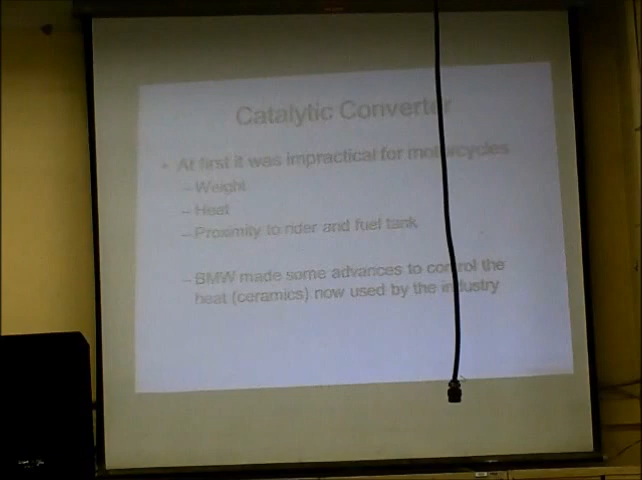 Catalytic Converter
• At first it was impractical for motorcycles
– Weight
– Heat
– Proximity to rider and fuel tank
– BMW made some advances to control the
heat (ceramics) now used by the industry